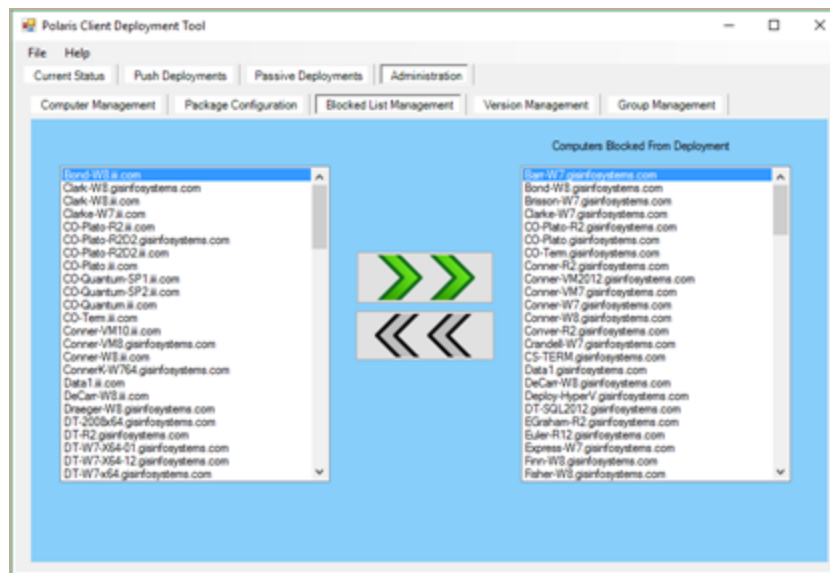 Polaris Client Deployment Tool
File Help
Current Status Push Deployments Passive Deployments Administration
Computer Management Package Configuration Blocked List Management Version Management Group Management
Computers Blocked From Deployment
Bond-W8.iii.com
Clark-W8.gisinfosystems.com
Clark-W8.iii.com
Clarke-W7.iii.com
CO-Plato-R2.iii.com
CO-Plato-R2D2.gisinfosystems.com
CO-Plato-R2D2.iii.com
CO-Plato.iii.com
CO-Quantum-SP1.iii.com
CO-Quantum-SP2.iii.com
CO-Quantum.iii.com
CO-Term.iii.com
Conner-VM10.iii.com
Conner-VM8.gisinfosystems.com
Conner-W8.iii.com
ConnerK-W764.gisinfosystems.com
Data1.iii.com
DeCarr-W8.iii.com
Draeger-W8.gisinfosystems.com
DT-2008x64.gisinfosystems.com
DT-R2.gisinfosystems.com
DT-W7-X64-01.gisinfosystems.com
DT-W7-X64-12.gisinfosystems.com
DT-W7-x64.gisinfosystems.com
Barr-W7.gisinfosystems.com
Bond-W8.gisinfosystems.com
Brisson-W7.gisinfosystems.com
Clarke-W7.gisinfosystems.com
CO-Plato-R2.gisinfosystems.com
CO-Plato.gisinfosystems.com
CO-Term.gisinfosystems.com
Conner-R2.gisinfosystems.com
Conner-VM2012.gisinfosystems.com
Conner-VM7.gisinfosystems.com
Conner-W7.gisinfosystems.com
Conner-W8.gisinfosystems.com
Conver-R2.gisinfosystems.com
Crandell-W7.gisinfosystems.com
CS-TERM.gisinfosystems.com
Data1.gisinfosystems.com
DeCarr-W8.gisinfosystems.com
Deploy-HyperV.gisinfosystems.com
DT-SQL2012.gisinfosystems.com
EGraham-R2.gisinfosystems.com
Euler-R12.gisinfosystems.com
Express-W7.gisinfosystems.com
Finn-W8.gisinfosystems.com
Fisher-W8.gisinfosystems.com